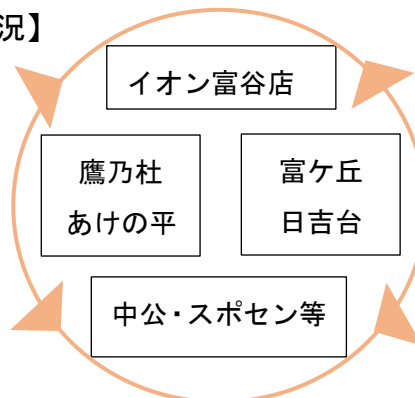 況】
イオン富谷店
鷹乃杜
あけの平
富ケ丘
日吉台
中公・スポセン等